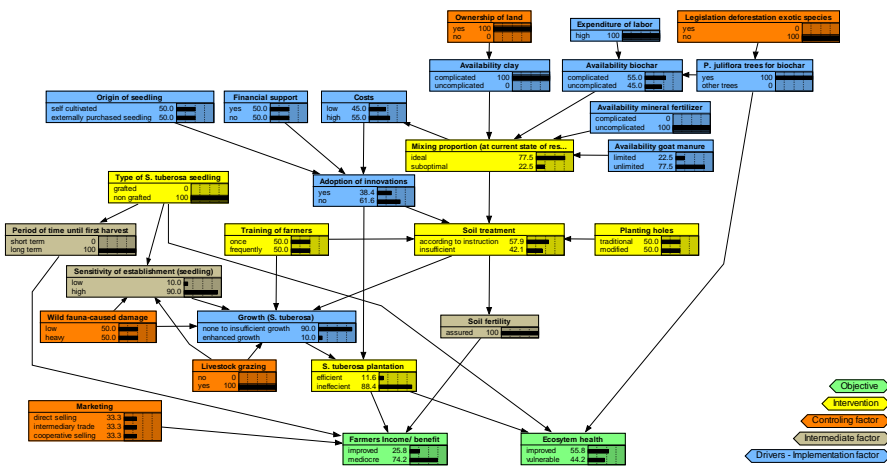 Ownership of land
yes 100
no 0
Expenditure of labor
high 100
Legislation deforestation exotic species
yes 0
no 100
Availability clay
complicated 100
uncomplicated 0
Availability biochar
complicated 55.0
uncomplicated 45.0
P. juliflora trees for biochar
yes 100
other trees 0
Origin of seedling
self cultivated 50.0
externally purchased seedling 50.0
Financial support
yes 50.0
no 50.0
Costs
low 45.0
high 55.0
Availability mineral fertilizer
complicated 0
uncomplicated 100
Mixing proportion (at current state of res...
ideal 77.5
suboptimal 22.5
Availability goat manure
limited 22.5
unlimited 77.5
Type of S. tuberosa seedling
grafted 0
non grafted 100
Adoption of innovations
yes 38.4
no 61.6
Period of time until first harvest
short term 0
long term 100
Training of farmers
once 50.0
frequently 50.0
Soil treatment
according to instruction 57.9
insufficient 42.1
Planting holes
traditional 50.0
modified 50.0
Sensitivity of establishment (seedling)
low 10.0
high 90.0
Wild fauna-caused damage
low 50.0
heavy 50.0
Growth (S. tuberosa)
none to insufficient growth 90.0
enhanced growth 10.0
Soil fertility
assured 100
Livestock grazing
no 0
yes 100
S. tuberosa plantation
efficient 11.6
ineffecient 88.4
Marketing
direct selling 33.3
intermediary trade 33.3
cooperative selling 33.3
Farmers Income/ benefit
improved 25.8
mediocre 74.2
Ecosytem health
improved 55.8
vulnerable 44.2
Objective
Intervention
Controling factor
Intermediate factor
Drivers - Implementation factor